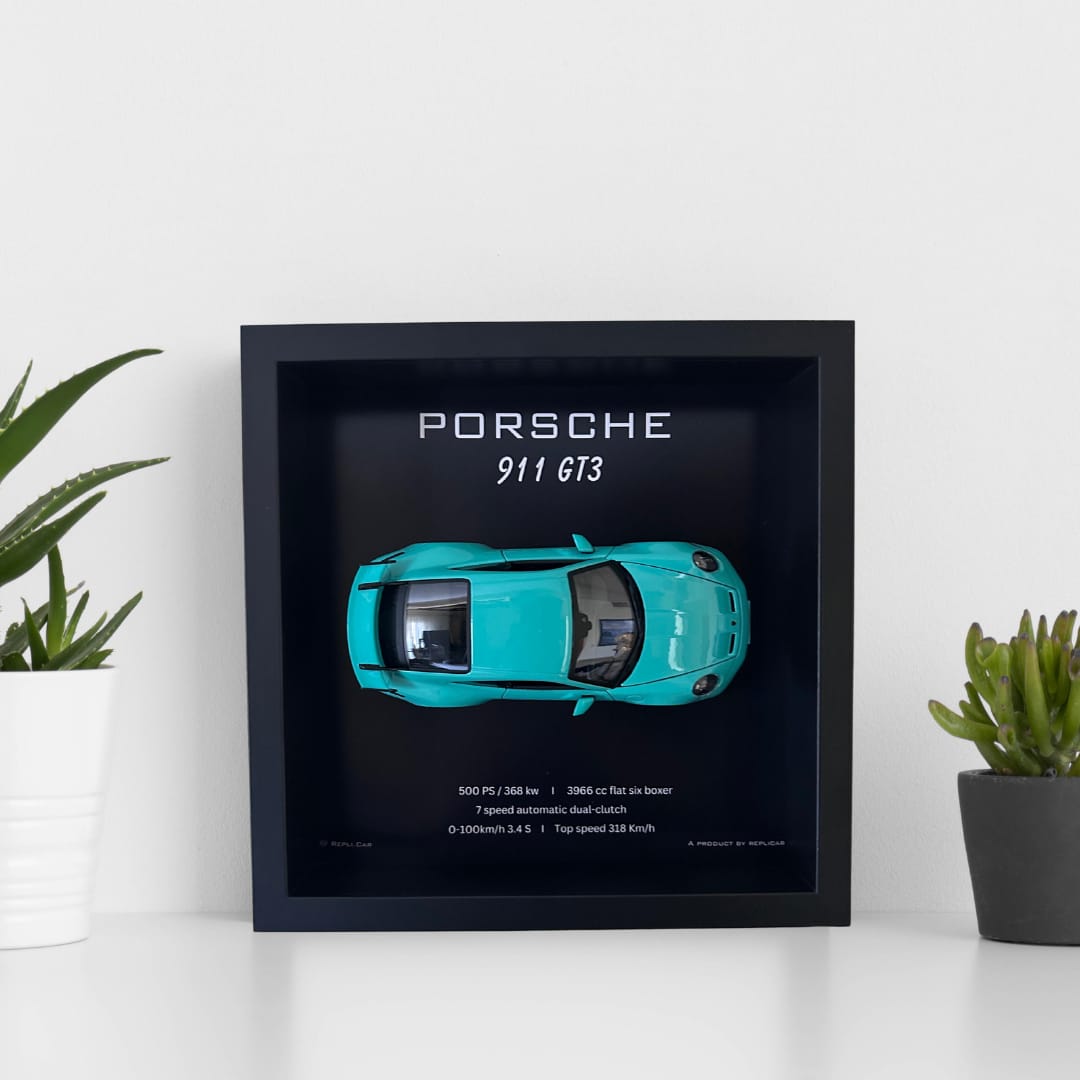 PORSCHE
911 GT3
500 PS / 368 kw I 3966 cc flat six boxer
7 speed automatic dual-clutch
0-100km/h 3.4 S I Top speed 318 Km/h
@ Repli.Car
A product by replicar